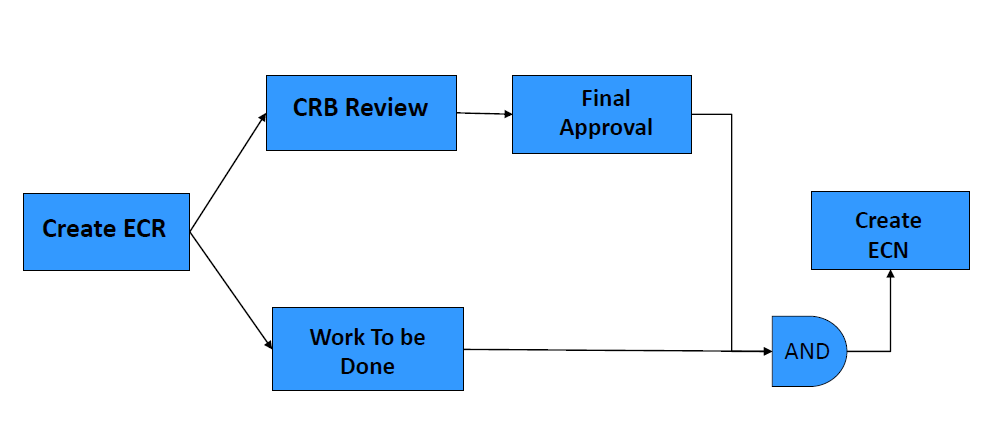 CRB Review
Final
Approval
Create ECR
Create
ECN
Work To be
Done
AND